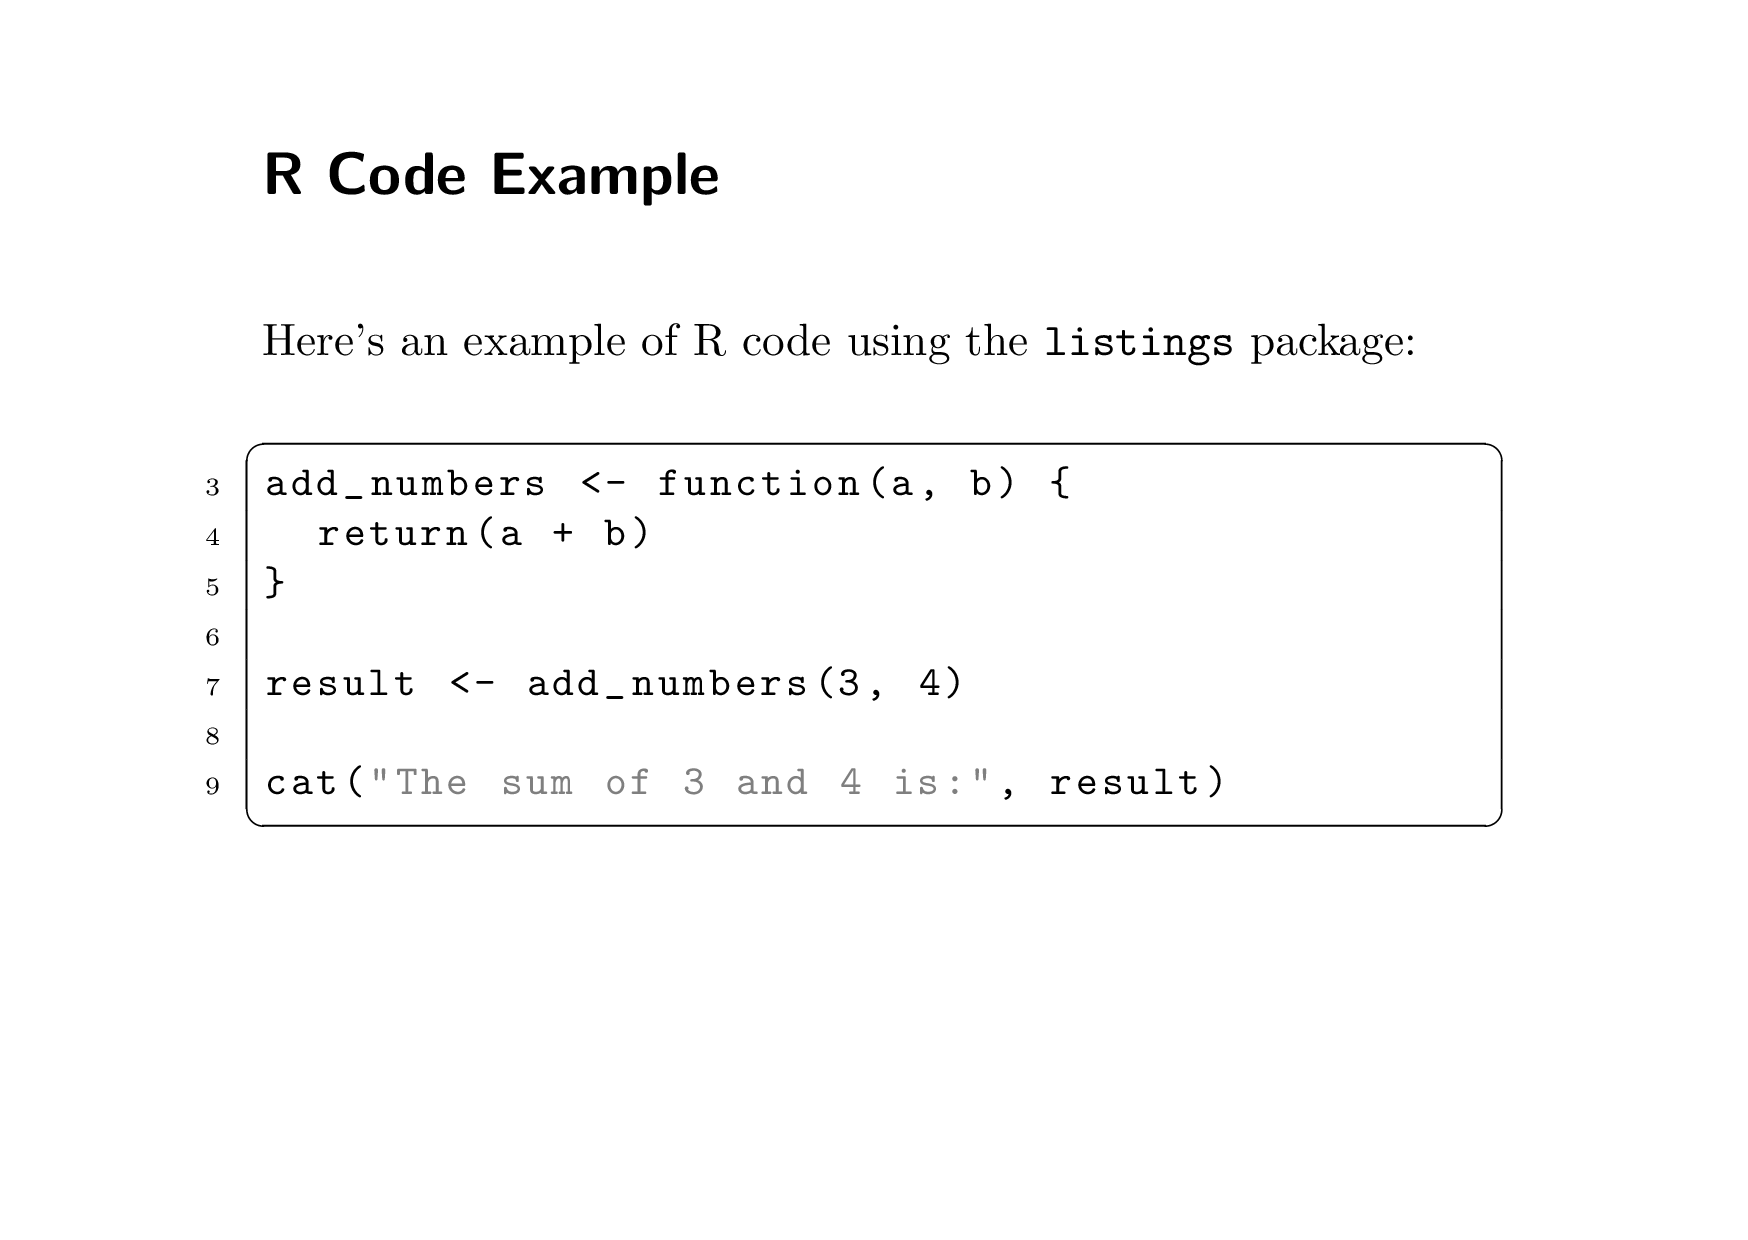 R Code Example
Here's an example of R code using the listings package:
3 add_numbers <- function(a, b) {
4   return(a + b)
5 }
6
7 result <- add_numbers(3, 4)
8
9 cat("The sum of 3 and 4 is:", result)